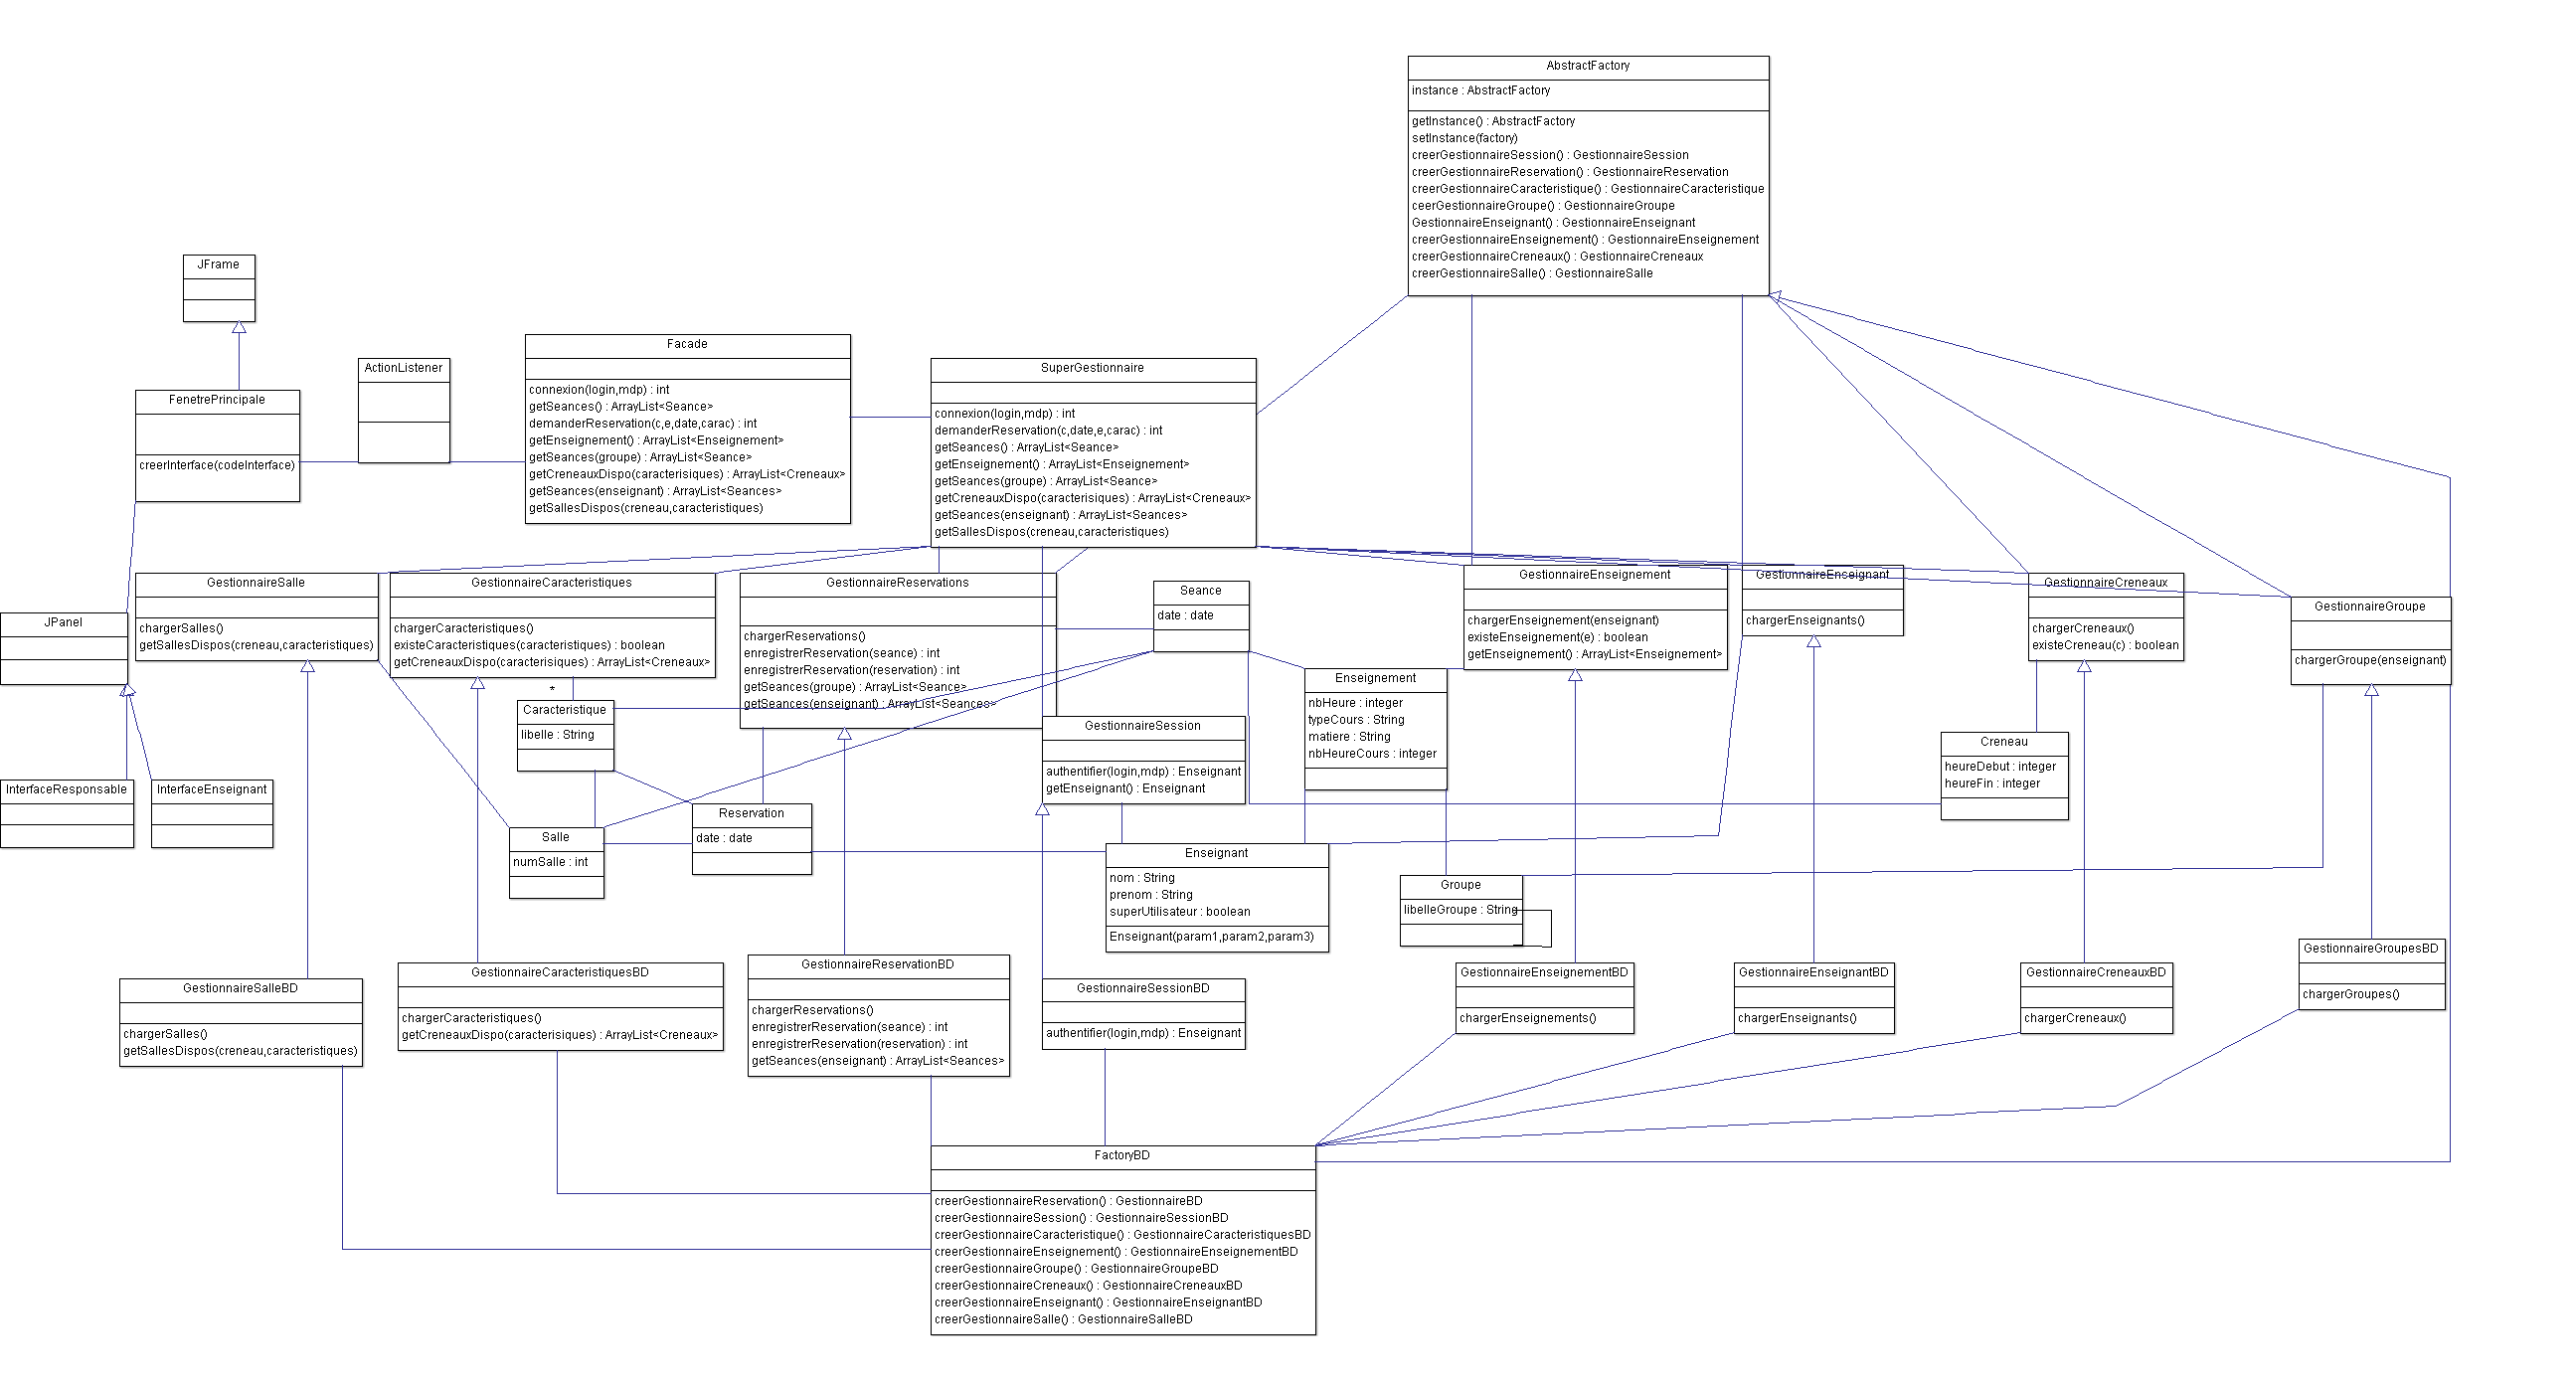 AbstractFactory
instance : AbstractFactory
getInstance() : AbstractFactory
setInstance(factory)
creerGestionnaireSession() : GestionnaireSession
creerGestionnaireReservation() : GestionnaireReservation
creerGestionnaireCaracteristique() : GestionnaireCaracteristique
ceerGestionnaireGroupe() : GestionnaireGroupe
GestionnaireEnseignant() : GestionnaireEnseignant
creerGestionnaireEnseignement() : GestionnaireEnseignement
creerGestionnaireCreneaux() : GestionnaireCreneaux
creerGestionnaireSalle() : GestionnaireSalle
JFrame
FenetrePrincipale
creerInterface(codeInterface)
ActionListener
Facade
connexion(login,mdp) : int
getSeances() : ArrayList<Seance>
demanderReservation(c,e,date,carac) : int
getEnseignement() : ArrayList<Enseignement>
getSeances(groupe) : ArrayList<Seance>
getCreneauxDispo(caracterisiques) : ArrayList<Creneaux>
getSeances(enseignant) : ArrayList<Seances>
getSallesDispos(creneau,caracteristiques)
SuperGestionnaire
connexion(login,mdp) : int
demanderReservation(c,date,e,carac) : int
getSeances() : ArrayList<Seance>
getEnseignement() : ArrayList<Enseignement>
getSeances(groupe) : ArrayList<Seance>
getCreneauxDispo(caracterisiques) : ArrayList<Creneaux>
getSeances(enseignant) : ArrayList<Seances>
getSallesDispos(creneau,caracteristiques)
JPanel
GestionnaireSalle
chargerSalles()
getSallesDispos(creneau,caracteristiques)
GestionnaireCaracteristiques
chargerCaracteristiques()
existeCaracteristiques(caracteristiques) : boolean
getCreneauxDispo(caracterisiques) : ArrayList<Creneaux>
GestionnaireReservations
chargerReservations()
enregistrerReservation(seance) : int
enregistrerReservation(reservation) : int
getSeances(groupe) : ArrayList<Seance>
getSeances(enseignant) : ArrayList<Seances>
Seance
date : date
GestionnaireEnseignement
chargerEnseignement(enseignant)
existeEnseignement(e) : boolean
getEnseignement() : ArrayList<Enseignement>
GestionnaireEnseignant
chargerEnseignants()
GestionnaireCreneaux
chargerCreneaux()
existeCreneau(c) : boolean
GestionnaireGroupe
chargerGroupe(enseignant)
*
Caracteristique
libelle : String
GestionnaireSession
authentifier(login,mdp) : Enseignant
getEnseignant() : Enseignant
Enseignement
nbHeure : integer
typeCours : String
matiere : String
nbHeureCours : integer
Creneau
heureDebut : integer
heureFin : integer
InterfaceResponsable
InterfaceEnseignant
Salle
numSalle : int
Reservation
date : date
Enseignant
nom : String
prenom : String
superUtilisateur : boolean
Enseignant(param1,param2,param3)
Groupe
libelleGroupe : String
GestionnaireSalleBD
chargerSalles()
getSallesDispos(creneau,caracteristiques)
GestionnaireCaracteristiquesBD
chargerCaracteristiques()
getCreneauxDispo(caracterisiques) : ArrayList<Creneaux>
GestionnaireReservationBD
chargerReservations()
enregistrerReservation(seance) : int
enregistrerReservation(reservation) : int
getSeances(enseignant) : ArrayList<Seances>
GestionnaireSessionBD
authentifier(login,mdp) : Enseignant
GestionnaireEnseignementBD
chargerEnseignements()
GestionnaireEnseignantBD
chargerEnseignants()
GestionnaireCreneauxBD
chargerCreneaux()
GestionnaireGroupesBD
chargerGroupes()
FactoryBD
creerGestionnaireReservation() : GestionnaireBD
creerGestionnaireSession() : GestionnaireSessionBD
creerGestionnaireCaracteristique() : GestionnaireCaracteristiquesBD
creerGestionnaireEnseignement() : GestionnaireEnseignementBD
creerGestionnaireGroupe() : GestionnaireGroupeBD
creerGestionnaireCreneaux() : GestionnaireCreneauxBD
creerGestionnaireEnseignant() : GestionnaireEnseignantBD
creerGestionnaireSalle() : GestionnaireSalleBD